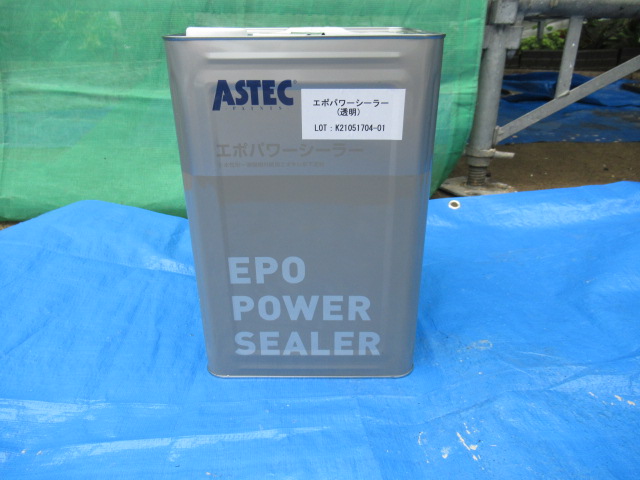 ASTEC
PAINTS
エポパワーシーラー
(透明)
LOT : K21051704-01
エポパワーシーラー
EPO
POWER
SEALER